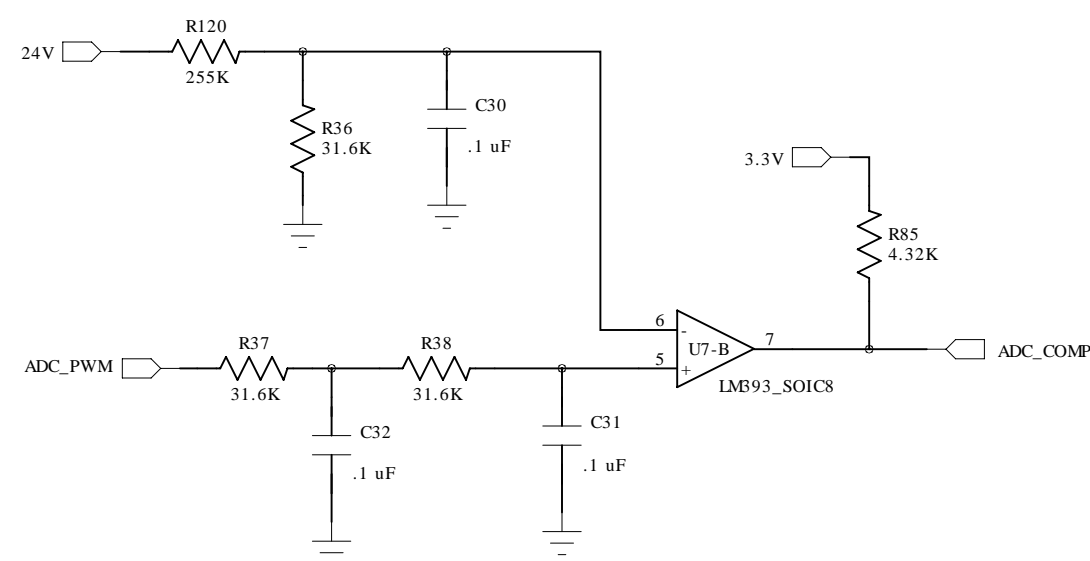 R120
24V
255K
C30
R36
31.6K
.1 uF
3.3V
R85
4.32K
6
-
U7-B
7
5
+
ADC_COMP
LM393_SOIC8
R37
R38
ADC_PWM
31.6K
31.6K
C32
C31
.1 uF
.1 uF